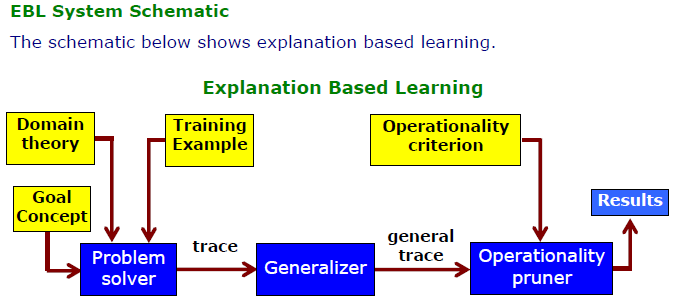 EBL System Schematic
The schematic below shows explanation based learning.
Explanation Based Learning
Domain
theory
Training
Example
Operationality
criterion
Goal
Concept
Results
trace
general
trace
Problem
solver
Generalizer
Operationality
pruner